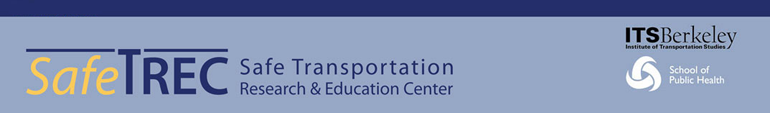 SafeTREC
Safe Transportation
Research & Education Center
ITSBerkeley
Institute of Transportation Studies
School of
Public Health